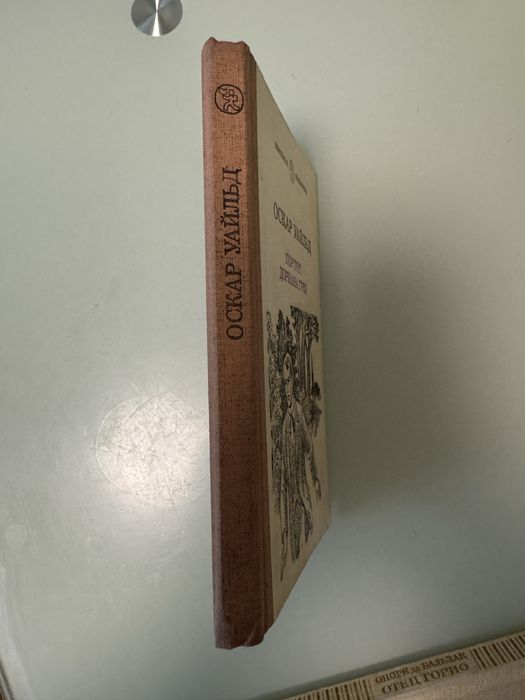 ОСКАР УАЙЛЬД
ОСКАР УАЙЛЬД
ПОРТРЕТ
ДОРИАНА ГРЕЯ
ОНОРЕ де БАЛЬЗАК
ОТЕЦ ГОРИО